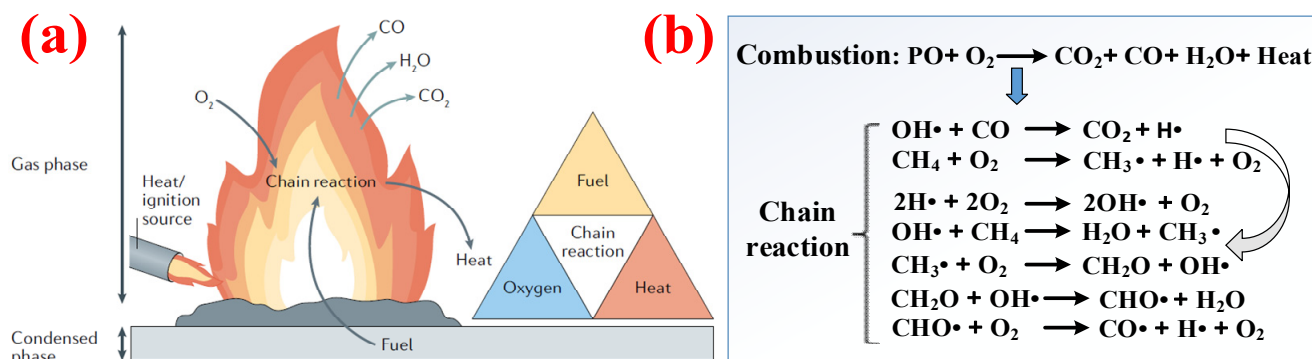 (a)
CO
H₂O
CO₂
O₂
Gas phase
Heat/
ignition
source
Chain reaction
Heat
Fuel
Chain
reaction
Oxygen
Heat
Condensed
phase
Fuel
(b)
Combustion: PO+ O₂ → CO₂+ CO+ H₂O+ Heat
Chain
reaction
OH• + CO → CO₂ + H•
CH₄ + O₂ → CH₃• + H• + O₂
2H• + 2O₂ → 2OH• + O₂
OH• + CH₄ → H₂O + CH₃•
CH₃• + O₂ → CH₂O + OH•
CH₂O + OH• → CHO• + H₂O
CHO• + O₂ → CO• + H• + O₂